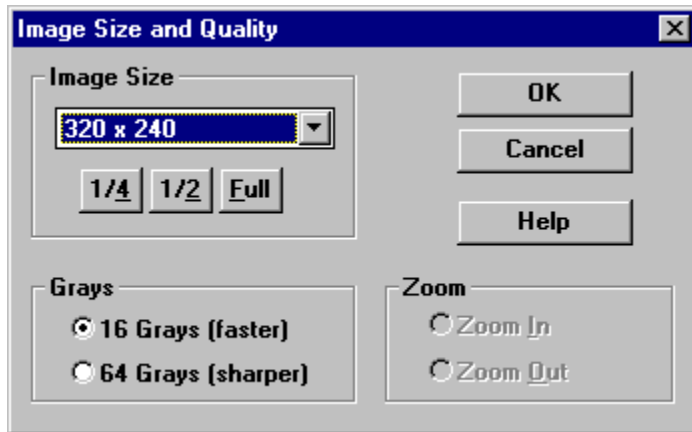 Image Size and Quality
Image Size
320 x 240
1/4 1/2 Full
OK
Cancel
Help
Grays
16 Grays (faster)
64 Grays (sharper)
Zoom
Zoom In
Zoom Out